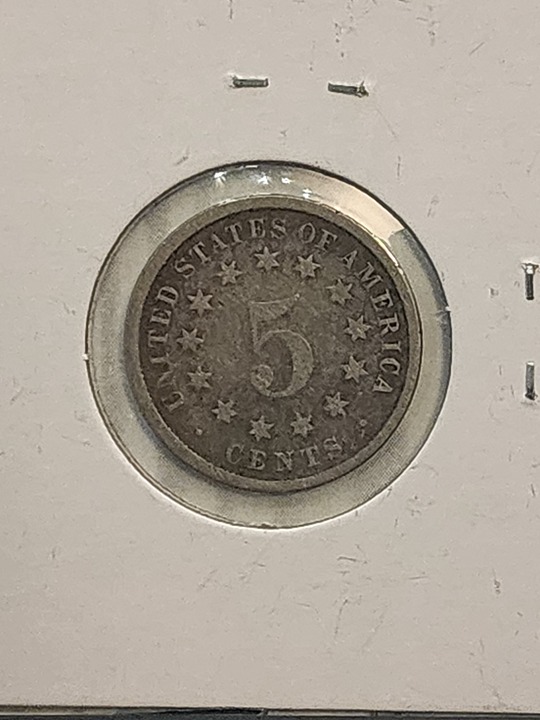 UNITED STATES OF AMERICA
5
CENTS